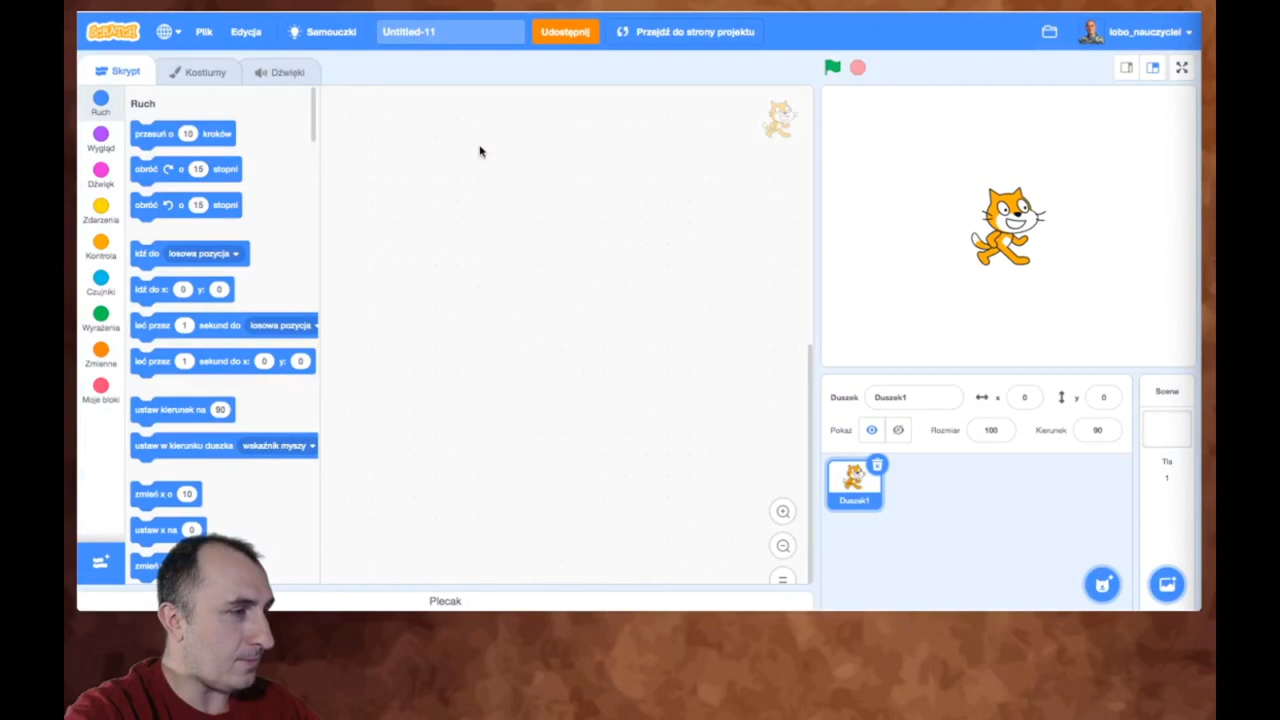 SCRATCH
Plik
Edycja
Samouczki
Untitled-11
Udostępnij
Przejdź do strony projektu
lobo_nauczyciel
Skrypt
Kostiumy
Dźwięki
Ruch
Wygląd
Dźwięk
Zdarzenia
Kontrola
Czujniki
Wyrażenia
Zmienne
Moje bloki
Ruch
przesuń o 10 kroków
obróć o 15 stopni
obróć o 15 stopni
idź do losowa pozycja
idź do x: 0 y: 0
leć przez 1 sekund do losowa pozycja
leć przez 1 sekund do x: 0 y: 0
ustaw kierunek na 90
ustaw w kierunku duszka wskaźnik myszy
zmień x o 10
ustaw x na 0
zmień
Plecak
Duszek Duszek1 x 0 y 0
Pokaż Rozmiar 100 Kierunek 90
Duszek1
Scena
Tła
1